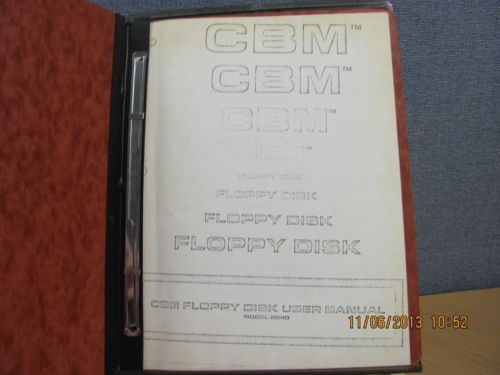 CBM™
CBM™
CBM™
FLOPPY DISK
FLOPPY DISK
FLOPPY DISK
FLOPPY DISK
CBM FLOPPY DISK USER MANUAL
MODEL 2040
11/06/2013 10:52